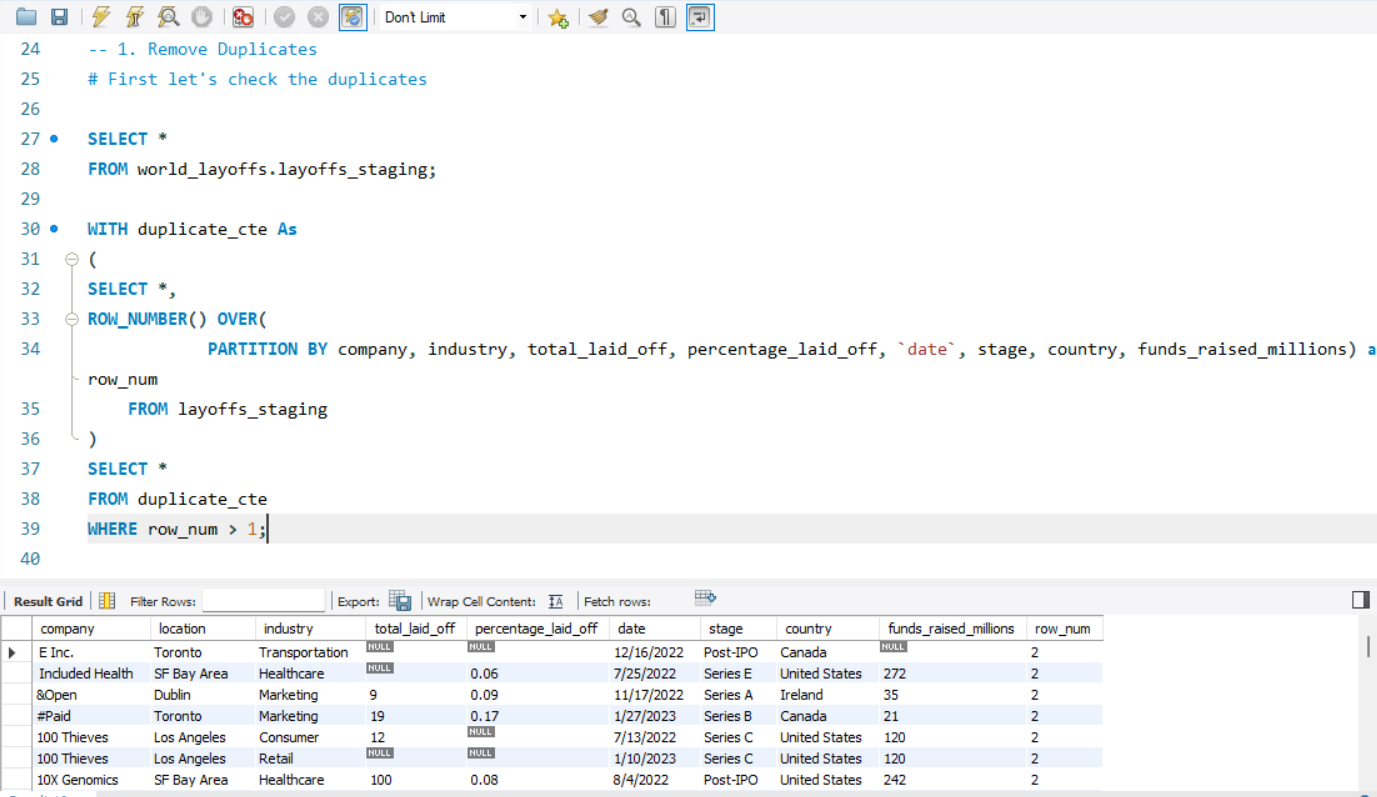 Don't Limit
24 -- 1. Remove Duplicates
25 # First let's check the duplicates
26
27 SELECT *
28 FROM world_layoffs.layoffs_staging;
29
30 WITH duplicate_cte As
31 (
32 SELECT *,
33 ROW_NUMBER() OVER(
34 PARTITION BY company, industry, total_laid_off, percentage_laid_off, `date`, stage, country, funds_raised_millions) a
row_num
35 FROM layoffs_staging
36 )
37 SELECT *
38 FROM duplicate_cte
39 WHERE row_num > 1;
40
Result Grid Filter Rows: Export: Wrap Cell Content: IA Fetch rows:
company location industry total_laid_off percentage_laid_off date stage country funds_raised_millions row_num
E Inc. Toronto Transportation NULL NULL 12/16/2022 Post-IPO Canada NULL 2
Included Health SF Bay Area Healthcare NULL 0.06 7/25/2022 Series E United States 272 2
&Open Dublin Marketing 9 0.09 11/17/2022 Series A Ireland 35 2
#Paid Toronto Marketing 19 0.17 1/27/2023 Series B Canada 21 2
100 Thieves Los Angeles Consumer 12 NULL 7/13/2022 Series C United States 120 2
100 Thieves Los Angeles Retail NULL NULL 1/10/2023 Series C United States 120 2
10X Genomics SF Bay Area Healthcare 100 0.08 8/4/2022 Post-IPO United States 242 2